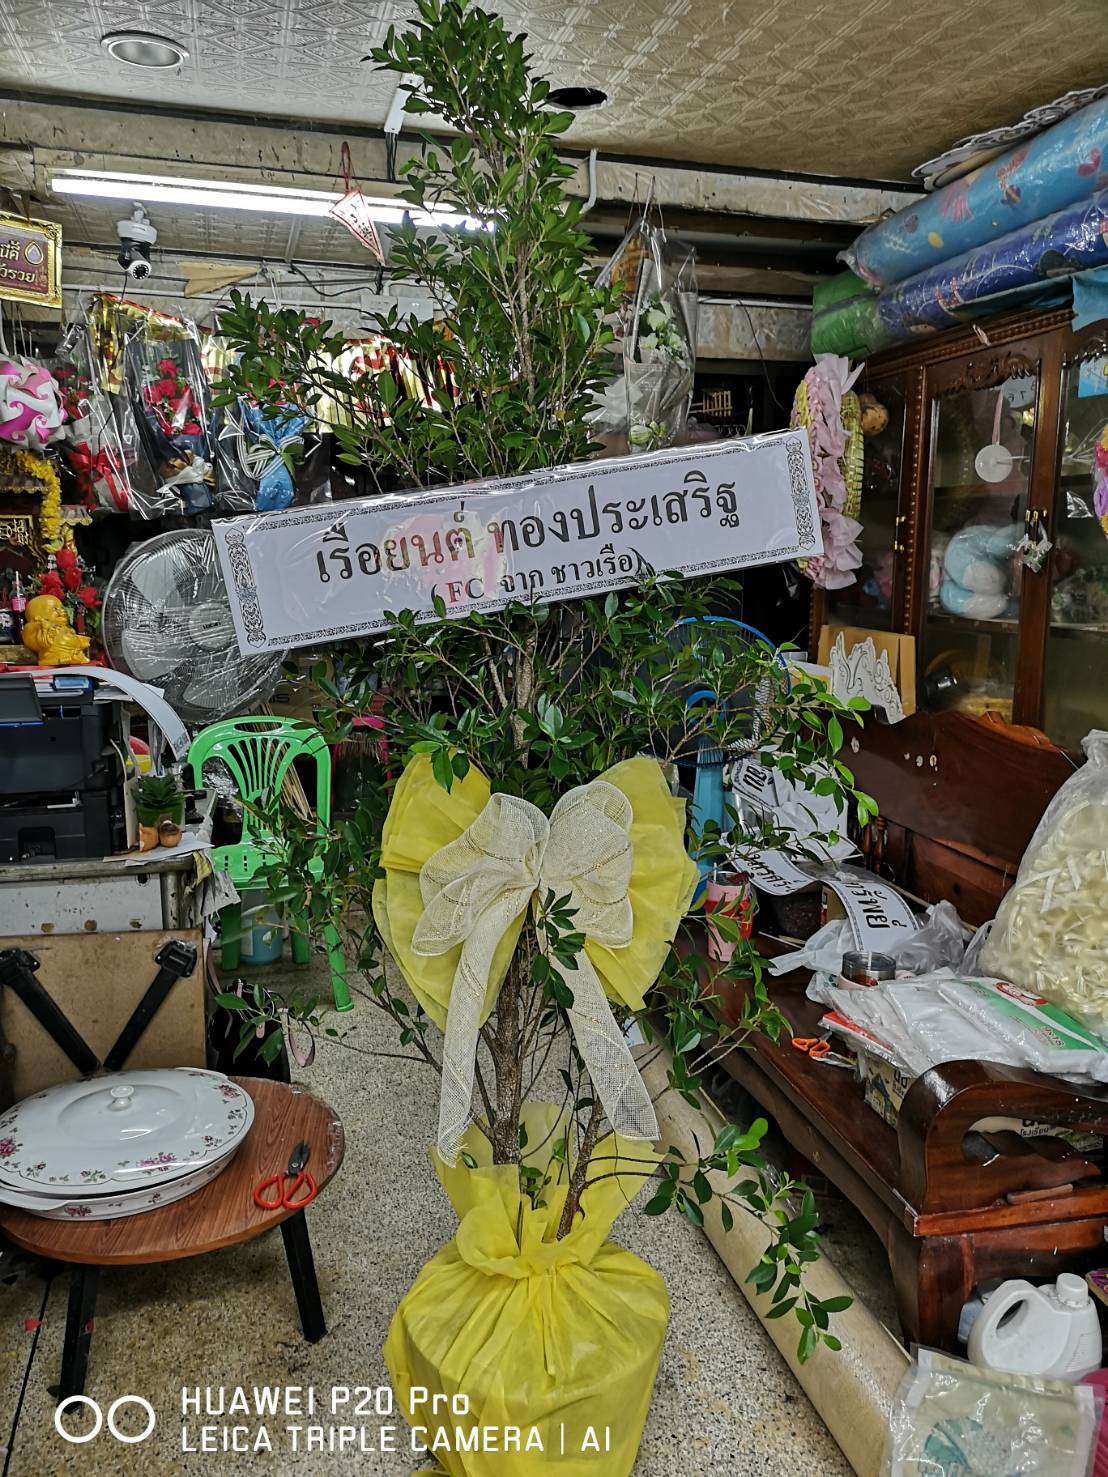 เรือยนต์ ทองประเสริฐ
( FC จาก ชาวเรือ)
HUAWEI P20 Pro
LEICA TRIPLE CAMERA | AI